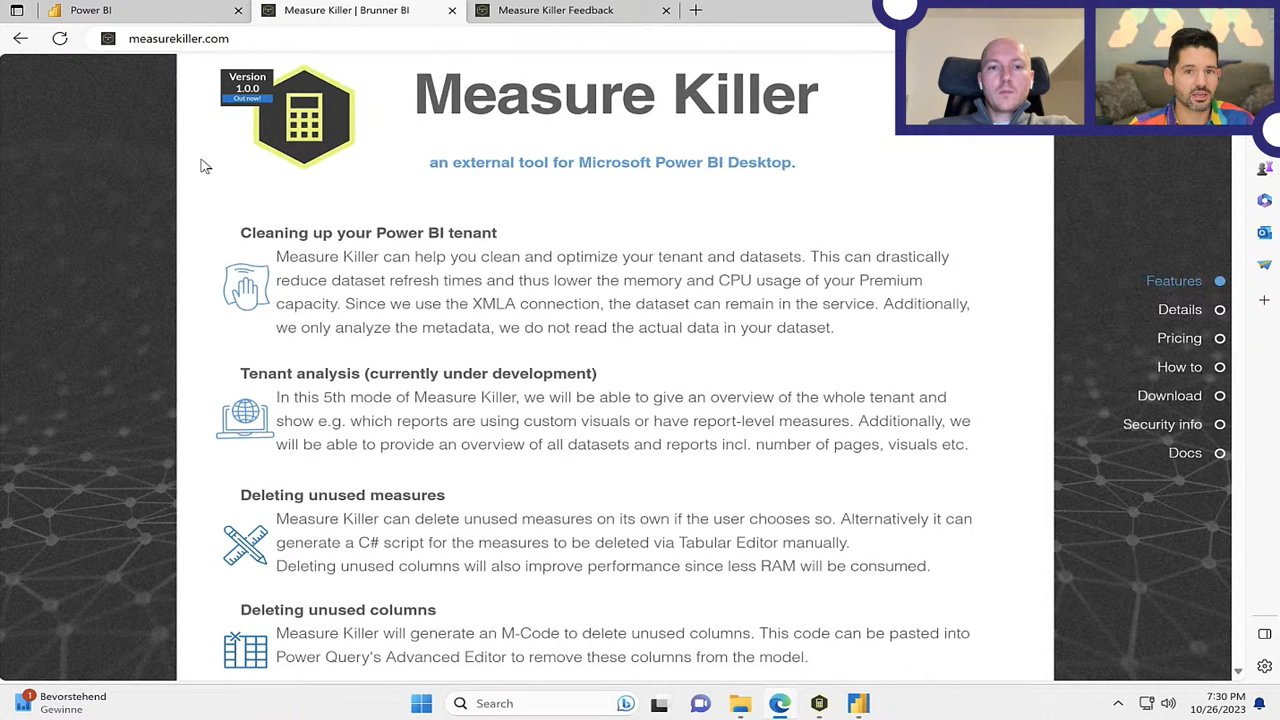 Power BI
Measure Killer | Brunner BI
Measure Killer Feedback
measurekiller.com
Version
1.0.0
Out now!
Measure Killer
an external tool for Microsoft Power BI Desktop.
Cleaning up your Power BI tenant
Measure Killer can help you clean and optimize your tenant and datasets. This can drastically
reduce dataset refresh times and thus lower the memory and CPU usage of your Premium
capacity. Since we use the XMLA connection, the dataset can remain in the service. Additionally,
we only analyze the metadata, we do not read the actual data in your dataset.
Tenant analysis (currently under development)
In this 5th mode of Measure Killer, we will be able to give an overview of the whole tenant and
show e.g. which reports are using custom visuals or have report-level measures. Additionally, we
will be able to provide an overview of all datasets and reports incl. number of pages, visuals etc.
Deleting unused measures
Measure Killer can delete unused measures on its own if the user chooses so. Alternatively it can
generate a C# script for the measures to be deleted via Tabular Editor manually.
Deleting unused columns will also improve performance since less RAM will be consumed.
Deleting unused columns
Measure Killer will generate an M-Code to delete unused columns. This code can be pasted into
Power Query's Advanced Editor to remove these columns from the model.
Features
Details
Pricing
How to
Download
Security info
Docs
1
Bevorstehend
Gewinne
Search
7:30 PM
10/26/2023